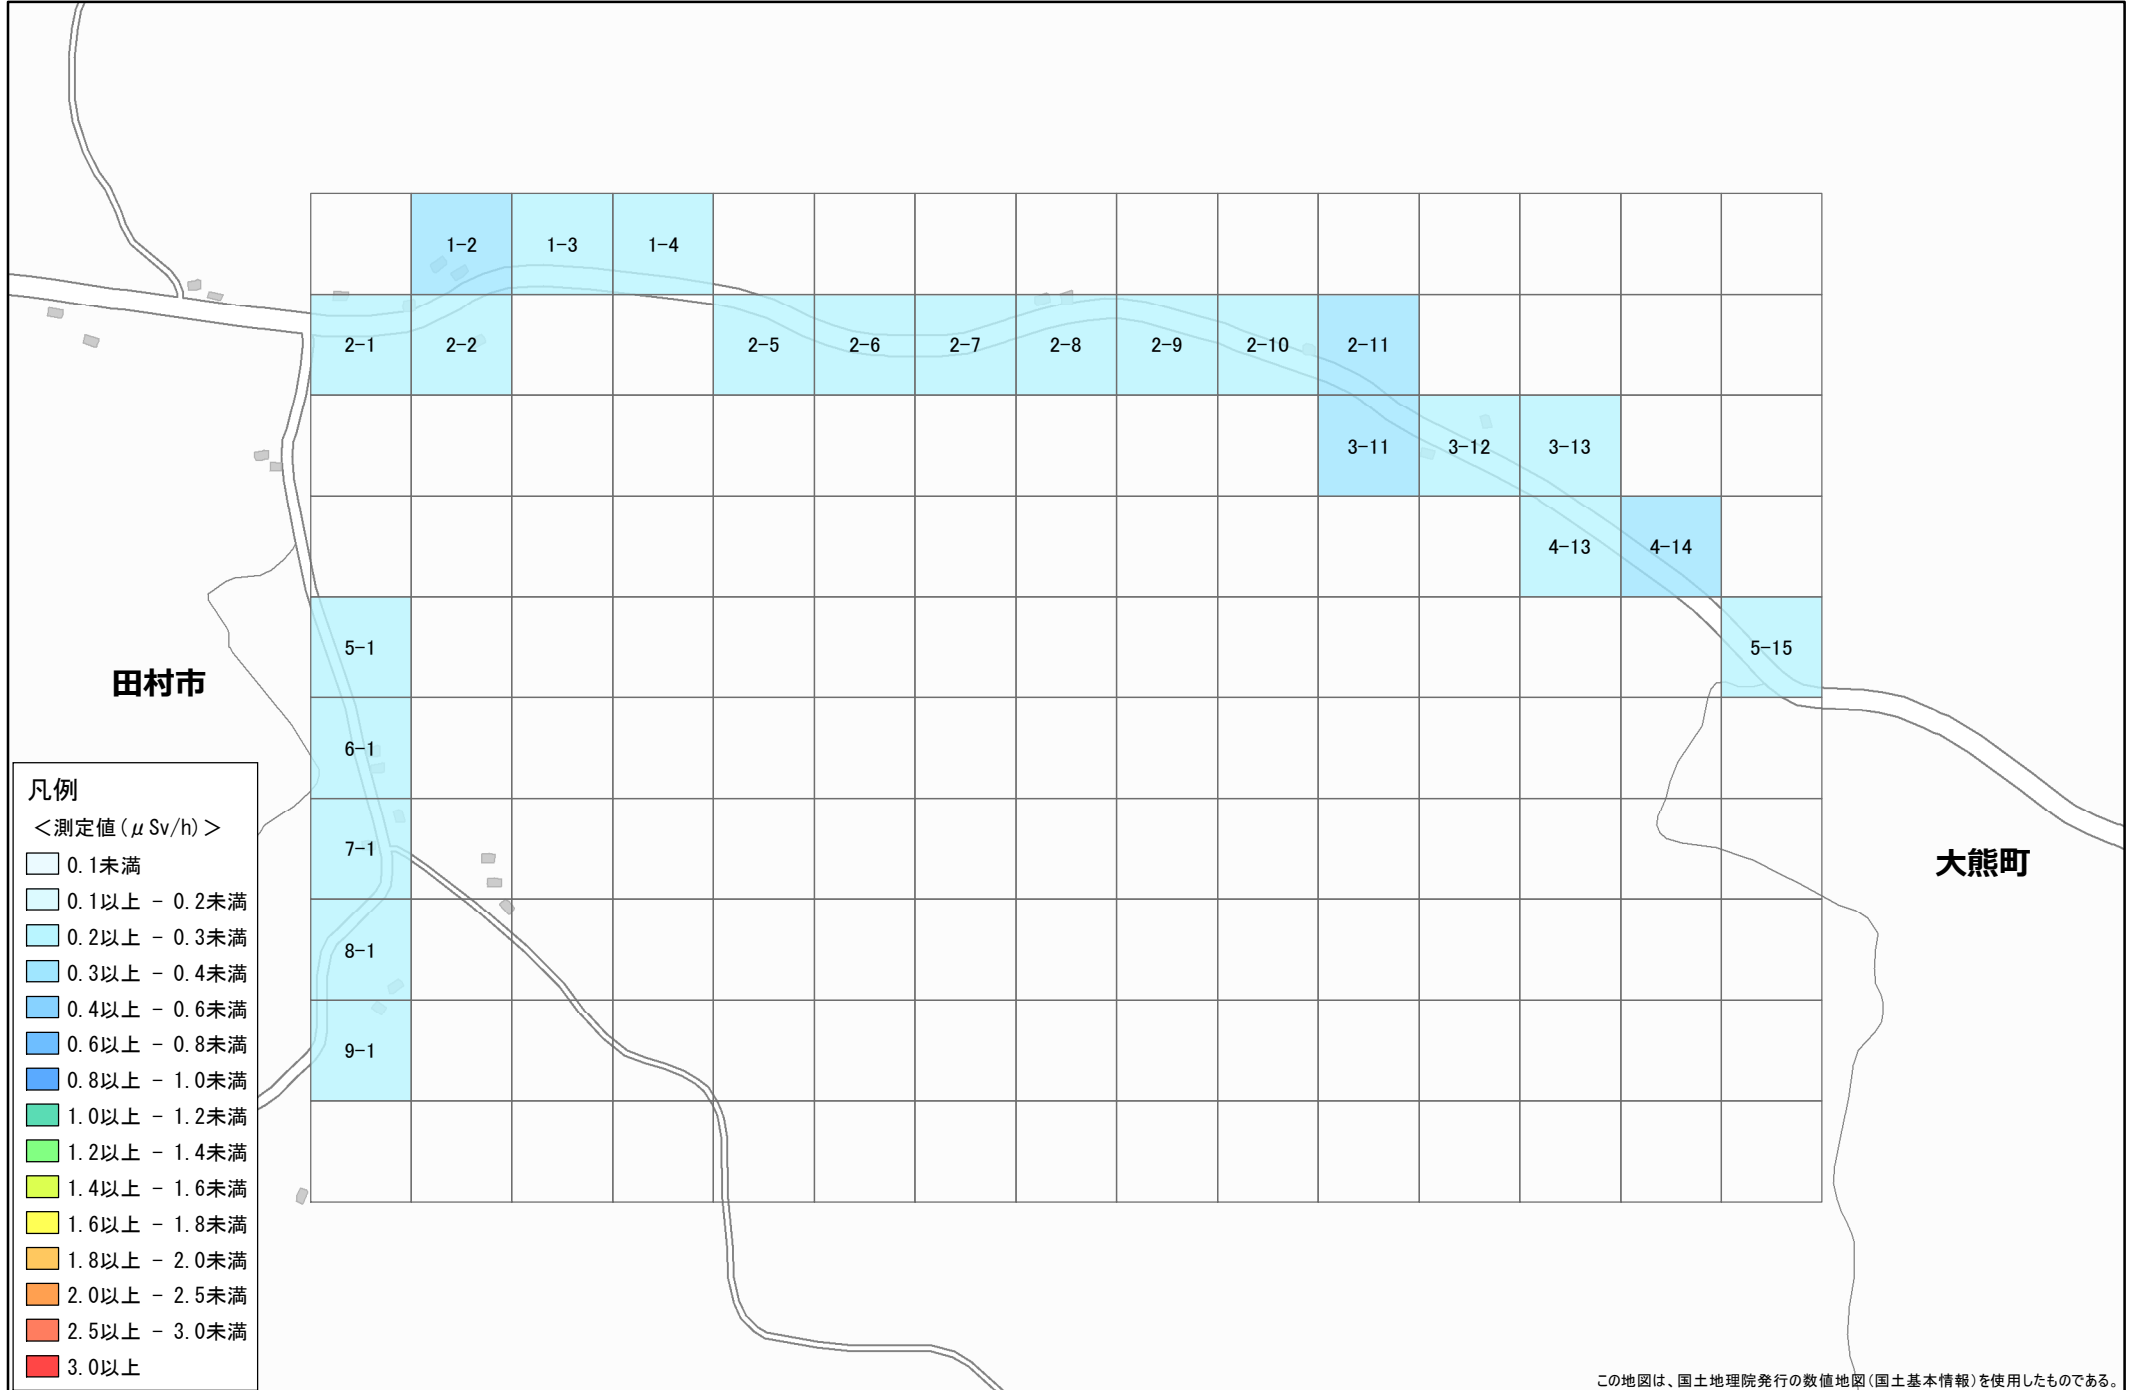 1-2
1-3
1-4
2-1
2-2
2-5
2-6
2-7
2-8
2-9
2-10
2-11
3-11
3-12
3-13
4-13
4-14
5-1
5-15
田村市
6-1
7-1
大熊町
8-1
9-1
凡例
＜測定値(μSv/h)＞
0.1未満
0.1以上 - 0.2未満
0.2以上 - 0.3未満
0.3以上 - 0.4未満
0.4以上 - 0.6未満
0.6以上 - 0.8未満
0.8以上 - 1.0未満
1.0以上 - 1.2未満
1.2以上 - 1.4未満
1.4以上 - 1.6未満
1.6以上 - 1.8未満
1.8以上 - 2.0未満
2.0以上 - 2.5未満
2.5以上 - 3.0未満
3.0以上
この地図は、国土地理院発行の数値地図(国土基本情報)を使用したものである。